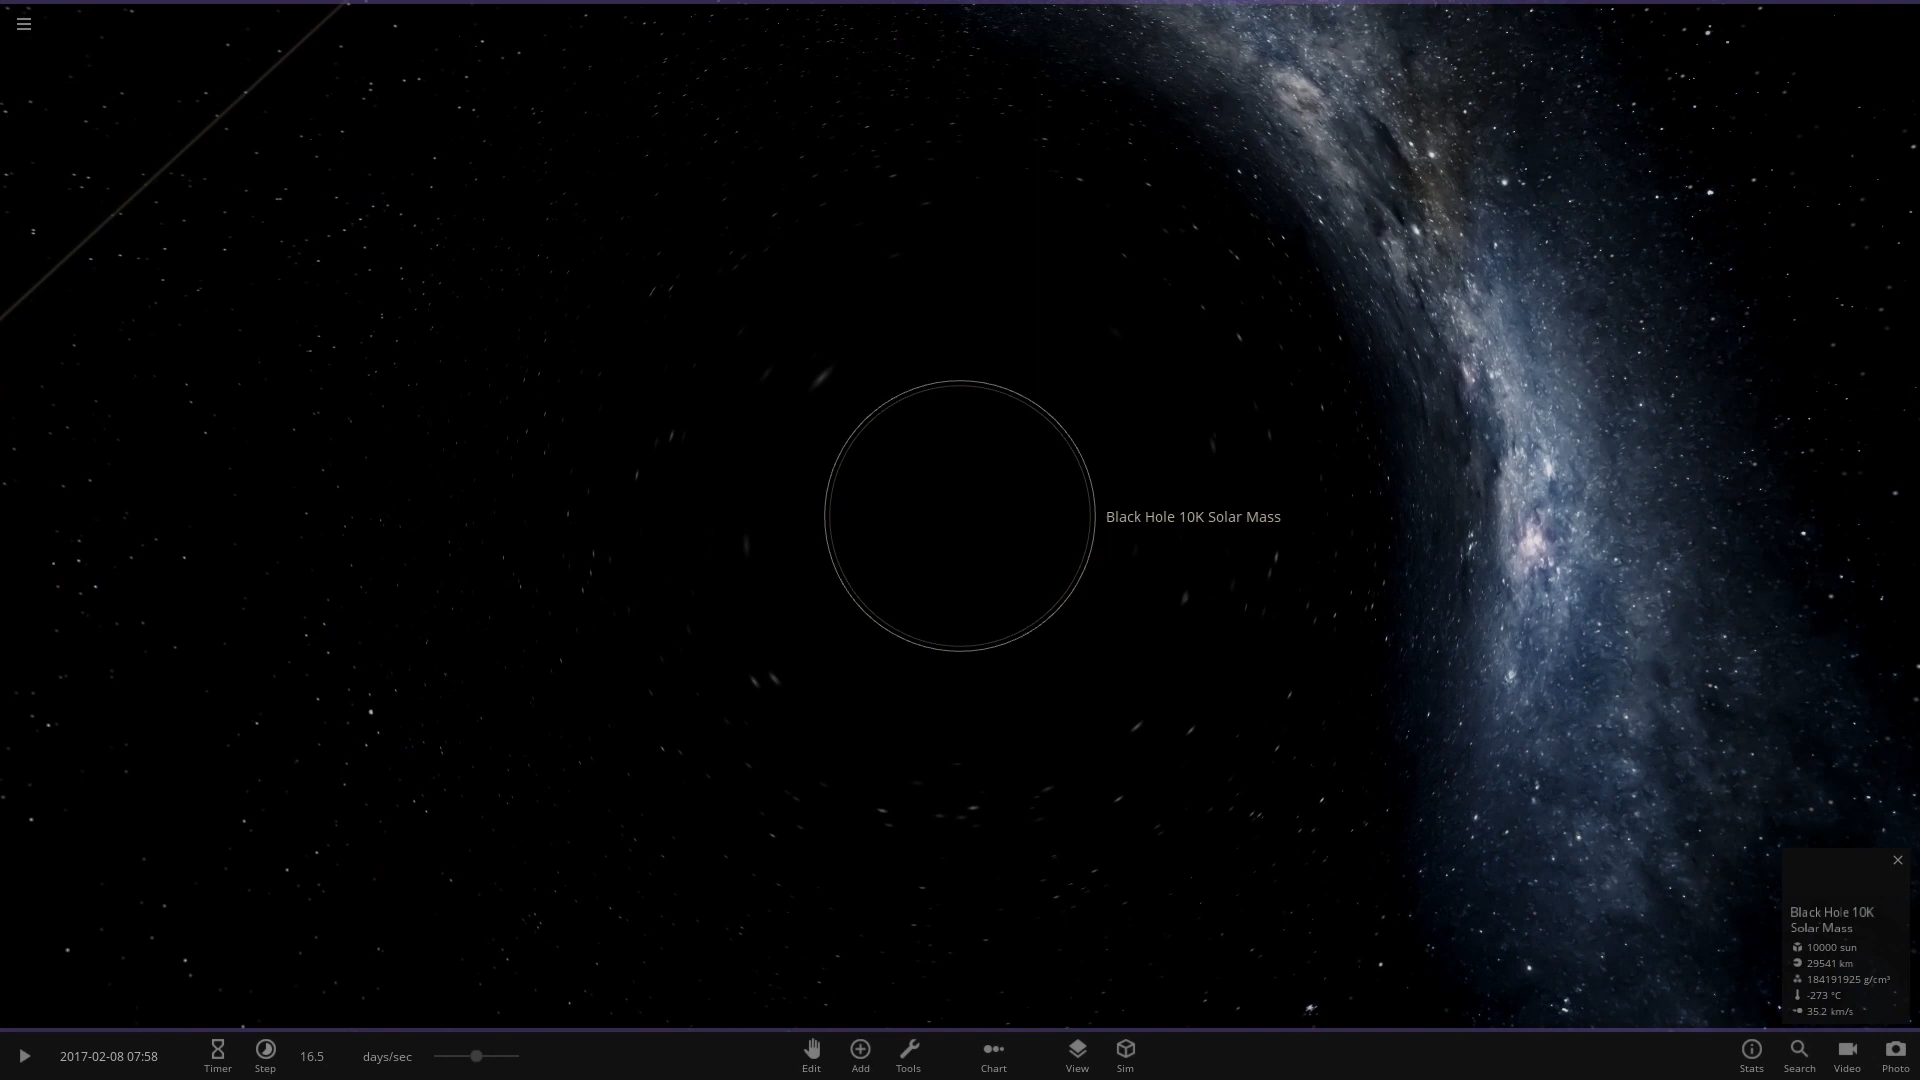 Black Hole 10K Solar Mass
Black Hole 10K
Solar Mass
10000 sun
29541 km
184191925 g/cm³
-273 °C
35.2 km/s
2017-02-08 07:58
Timer
Step
16.5
days/sec
Edit
Add
Tools
Chart
View
Sim
Stats
Search
Video
Photo